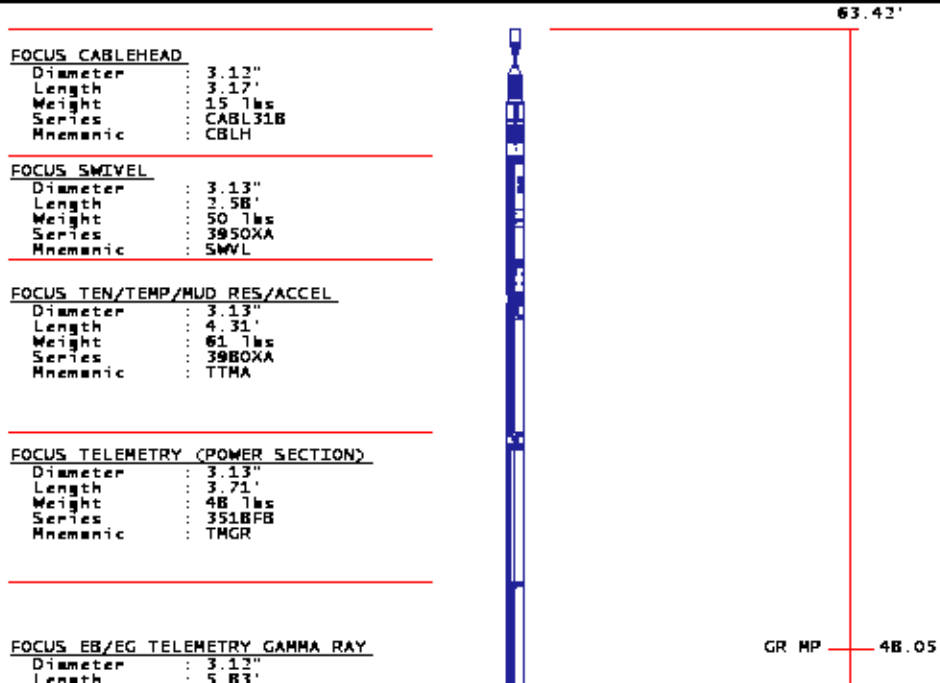 63.42'
FOCUS CABLEHEAD
Diameter : 3.12"
Length : 3.17'
Weight : 15 lbs
Series : CABL31B
Mnemonic : CBLH
FOCUS SWIVEL
Diameter : 3.13"
Length : 2.58'
Weight : 50 lbs
Series : 3950XA
Mnemonic : SWVL
FOCUS TEN/TEMP/MUD RES/ACCEL
Diameter : 3.13"
Length : 4.31'
Weight : 61 lbs
Series : 3980XA
Mnemonic : TTMA
FOCUS TELEMETRY (POWER SECTION)
Diameter : 3.13"
Length : 3.71'
Weight : 48 lbs
Series : 3518FB
Mnemonic : TMGR
FOCUS EB/EG TELEMETRY GAMMA RAY
GR MP 48.05
Diameter : 3.12"
Length : 5.83'